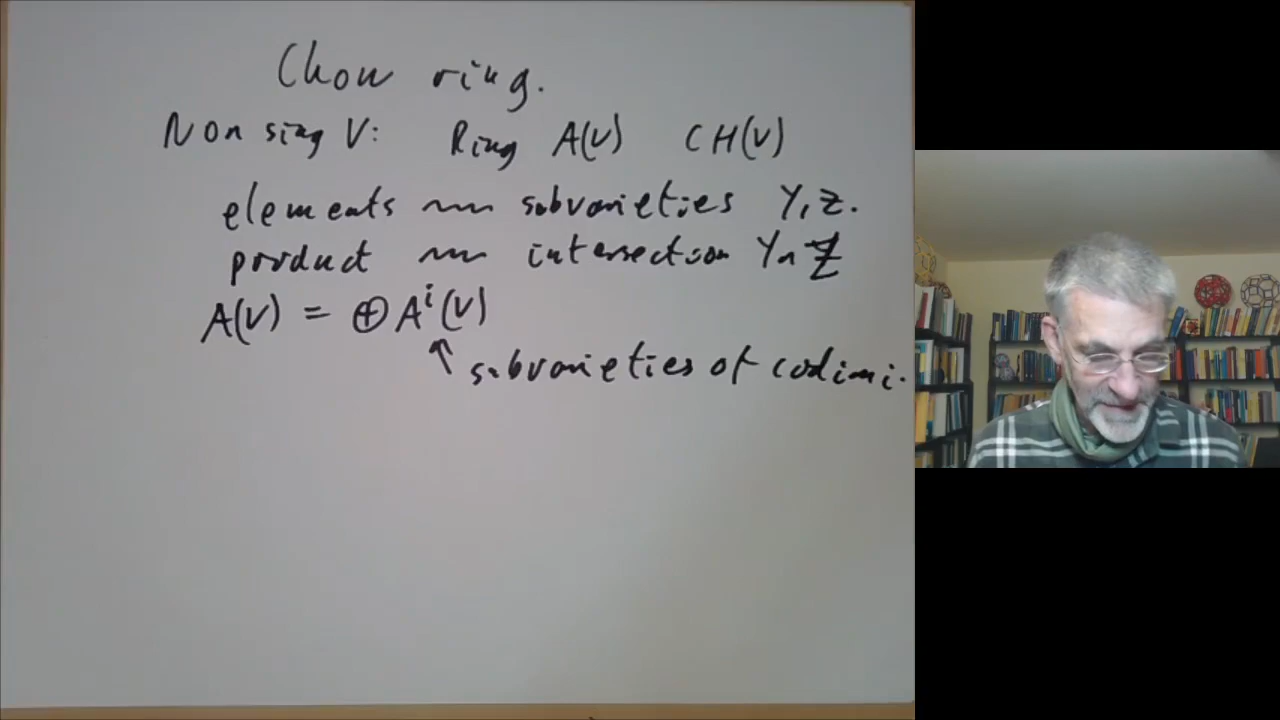 Chow ring.
Non sing V: Ring A(V) CH(V)
elements ~~ subvarieties Y, Z.
product ~~ intersection Y ∩ Z
A(V) = ⊕ Aⁱ(V)
↖ subvarieties of codim i.